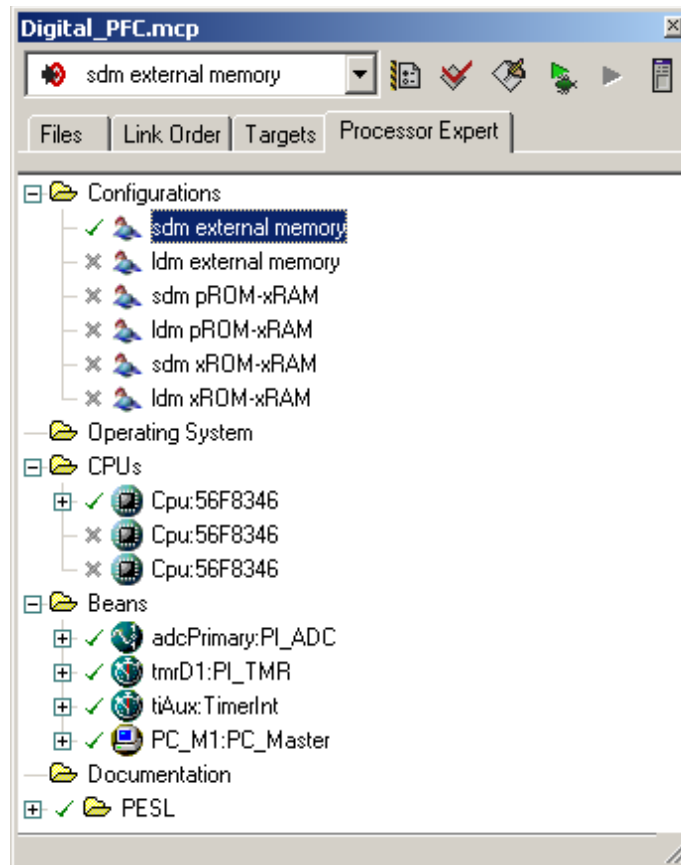 Digital_PFC.mcp
sdm external memory
Files Link Order Targets Processor Expert
Configurations
sdm external memory
ldm external memory
sdm pROM-xRAM
ldm pROM-xRAM
sdm xROM-xRAM
ldm xROM-xRAM
Operating System
CPUs
Cpu:56F8346
Cpu:56F8346
Cpu:56F8346
Beans
adcPrimary:PI_ADC
tmrD1:PI_TMR
tiAux:TimerInt
PC_M1:PC_Master
Documentation
PESL